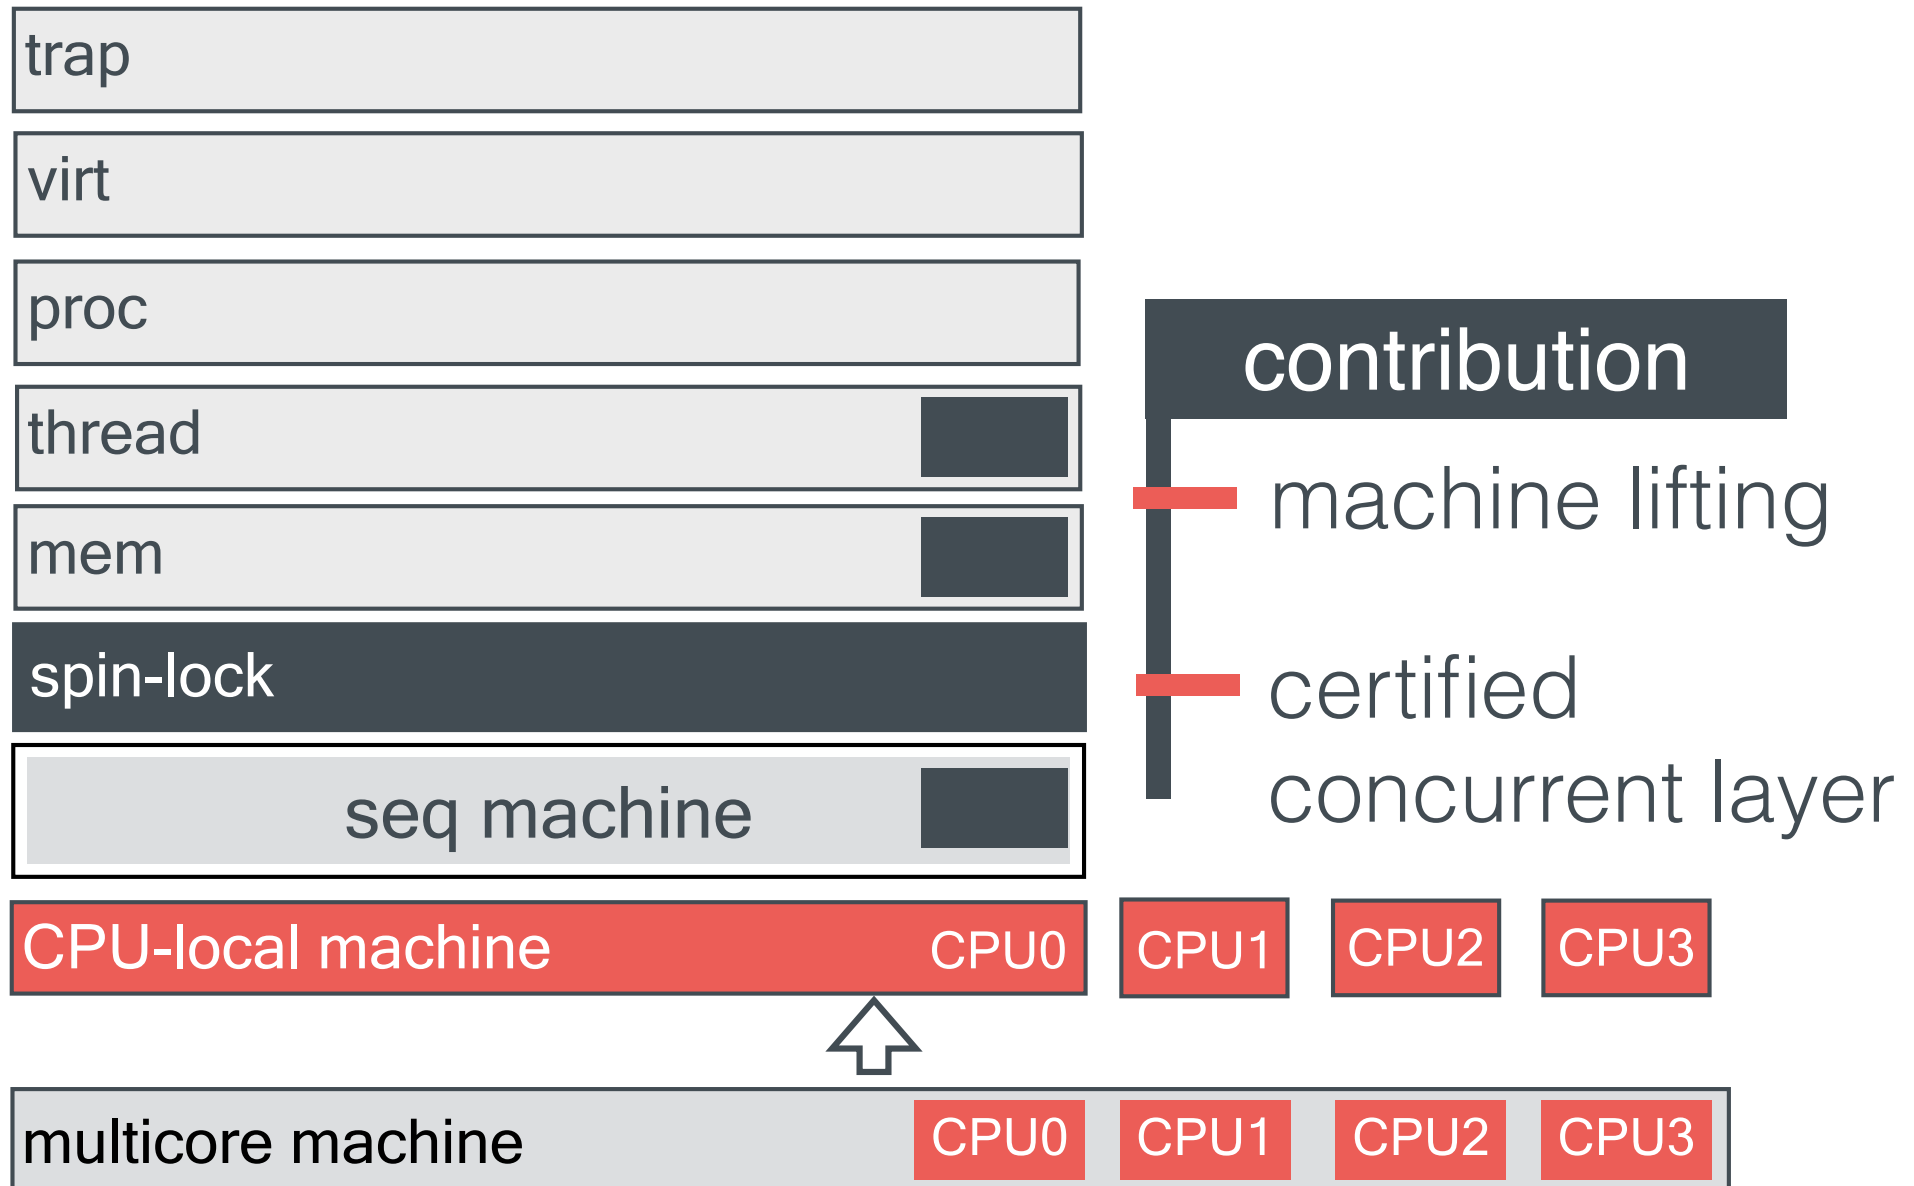 trap
virt
proc
contribution
thread
machine lifting
mem
spin-lock
certified
concurrent layer
seq machine
CPU-local machine CPU0 CPU1 CPU2 CPU3
multicore machine CPU0 CPU1 CPU2 CPU3